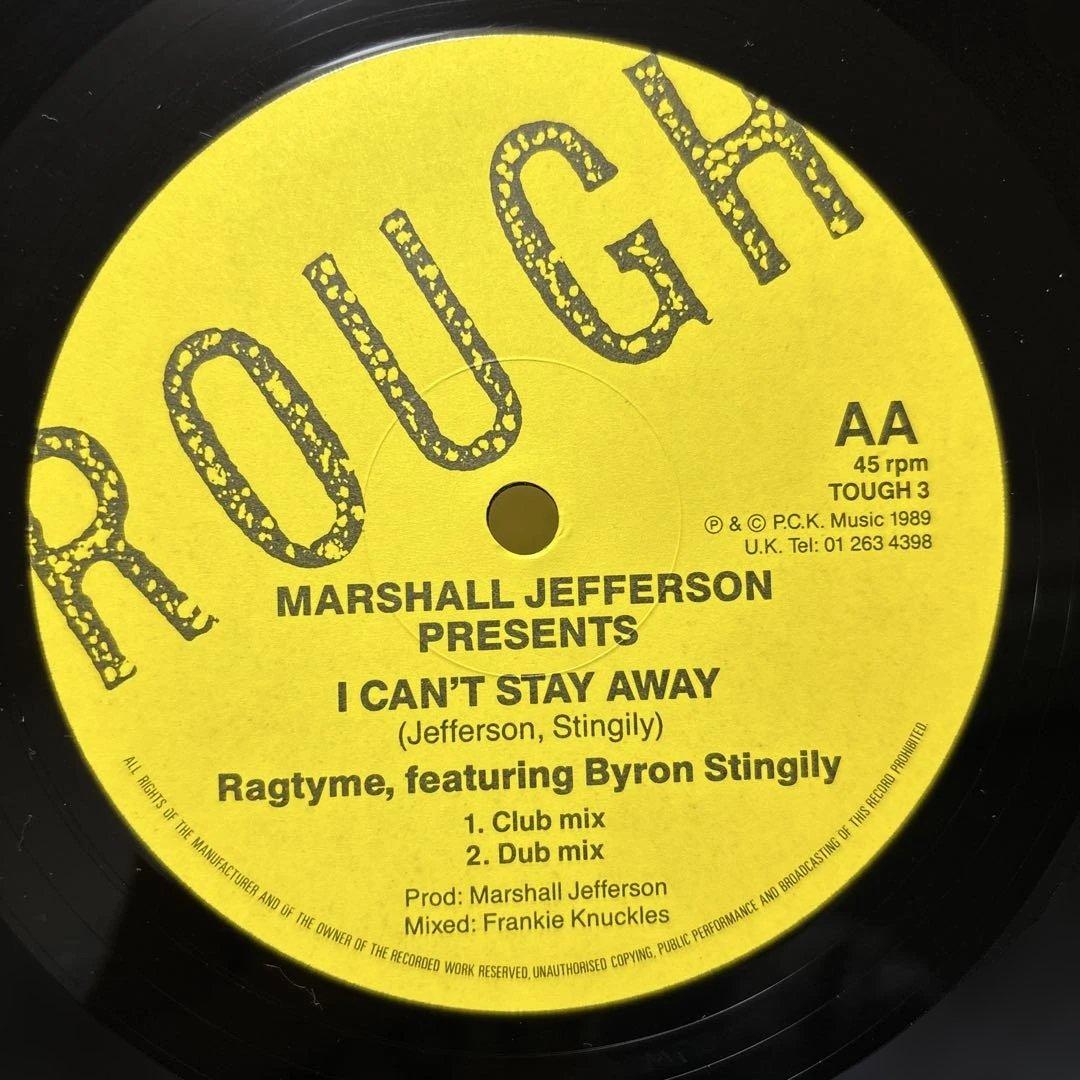 ROUGH
AA
45 rpm
TOUGH 3
Ⓟ & © P.C.K. Music 1989
U.K. Tel: 01 263 4398
MARSHALL JEFFERSON
PRESENTS
I CAN'T STAY AWAY
(Jefferson, Stingily)
Ragtyme, featuring Byron Stingily
1. Club mix
2. Dub mix
Prod: Marshall Jefferson
Mixed: Frankie Knuckles
ALL RIGHTS OF THE MANUFACTURER AND OF THE OWNER OF THE RECORDED WORK RESERVED, UNAUTHORISED COPYING, PUBLIC PERFORMANCE AND BROADCASTING OF THIS RECORD PROHIBITED.